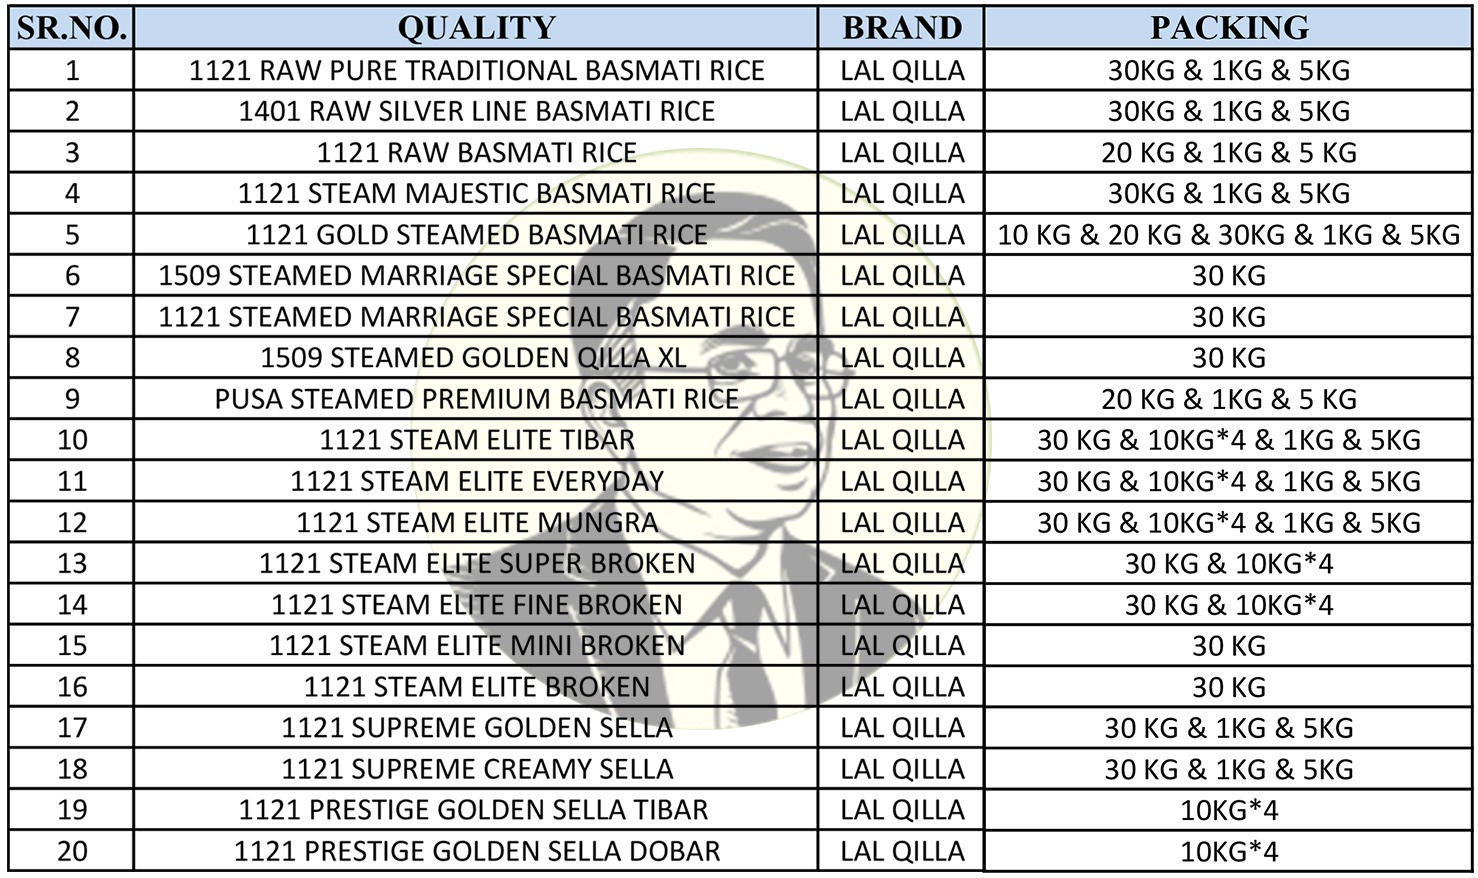 SR.NO. QUALITY BRAND PACKING
1 1121 RAW PURE TRADITIONAL BASMATI RICE LAL QILLA 30KG & 1KG & 5KG
2 1401 RAW SILVER LINE BASMATI RICE LAL QILLA 30KG & 1KG & 5KG
3 1121 RAW BASMATI RICE LAL QILLA 20 KG & 1KG & 5 KG
4 1121 STEAM MAJESTIC BASMATI RICE LAL QILLA 30KG & 1KG & 5KG
5 1121 GOLD STEAMED BASMATI RICE LAL QILLA 10 KG & 20 KG & 30KG & 1KG & 5KG
6 1509 STEAMED MARRIAGE SPECIAL BASMATI RICE LAL QILLA 30 KG
7 1121 STEAMED MARRIAGE SPECIAL BASMATI RICE LAL QILLA 30 KG
8 1509 STEAMED GOLDEN QILLA XL LAL QILLA 30 KG
9 PUSA STEAMED PREMIUM BASMATI RICE LAL QILLA 20 KG & 1KG & 5 KG
10 1121 STEAM ELITE TIBAR LAL QILLA 30 KG & 10KG*4 & 1KG & 5KG
11 1121 STEAM ELITE EVERYDAY LAL QILLA 30 KG & 10KG*4 & 1KG & 5KG
12 1121 STEAM ELITE MUNGRA LAL QILLA 30 KG & 10KG*4 & 1KG & 5KG
13 1121 STEAM ELITE SUPER BROKEN LAL QILLA 30 KG & 10KG*4
14 1121 STEAM ELITE FINE BROKEN LAL QILLA 30 KG & 10KG*4
15 1121 STEAM ELITE MINI BROKEN LAL QILLA 30 KG
16 1121 STEAM ELITE BROKEN LAL QILLA 30 KG
17 1121 SUPREME GOLDEN SELLA LAL QILLA 30 KG & 1KG & 5KG
18 1121 SUPREME CREAMY SELLA LAL QILLA 30 KG & 1KG & 5KG
19 1121 PRESTIGE GOLDEN SELLA TIBAR LAL QILLA 10KG*4
20 1121 PRESTIGE GOLDEN SELLA DOBAR LAL QILLA 10KG*4